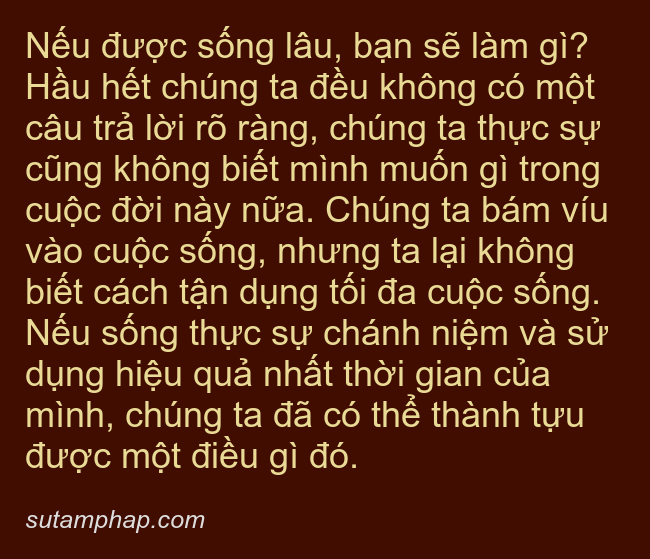 Nếu được sống lâu, bạn sẽ làm gì?
Hầu hết chúng ta đều không có một
câu trả lời rõ ràng, chúng ta thực sự
cũng không biết mình muốn gì trong
cuộc đời này nữa. Chúng ta bám víu
vào cuộc sống, nhưng ta lại không
biết cách tận dụng tối đa cuộc sống.
Nếu sống thực sự chánh niệm và sử
dụng hiệu quả nhất thời gian của
mình, chúng ta đã có thể thành tựu
được một điều gì đó.
sutamphap.com